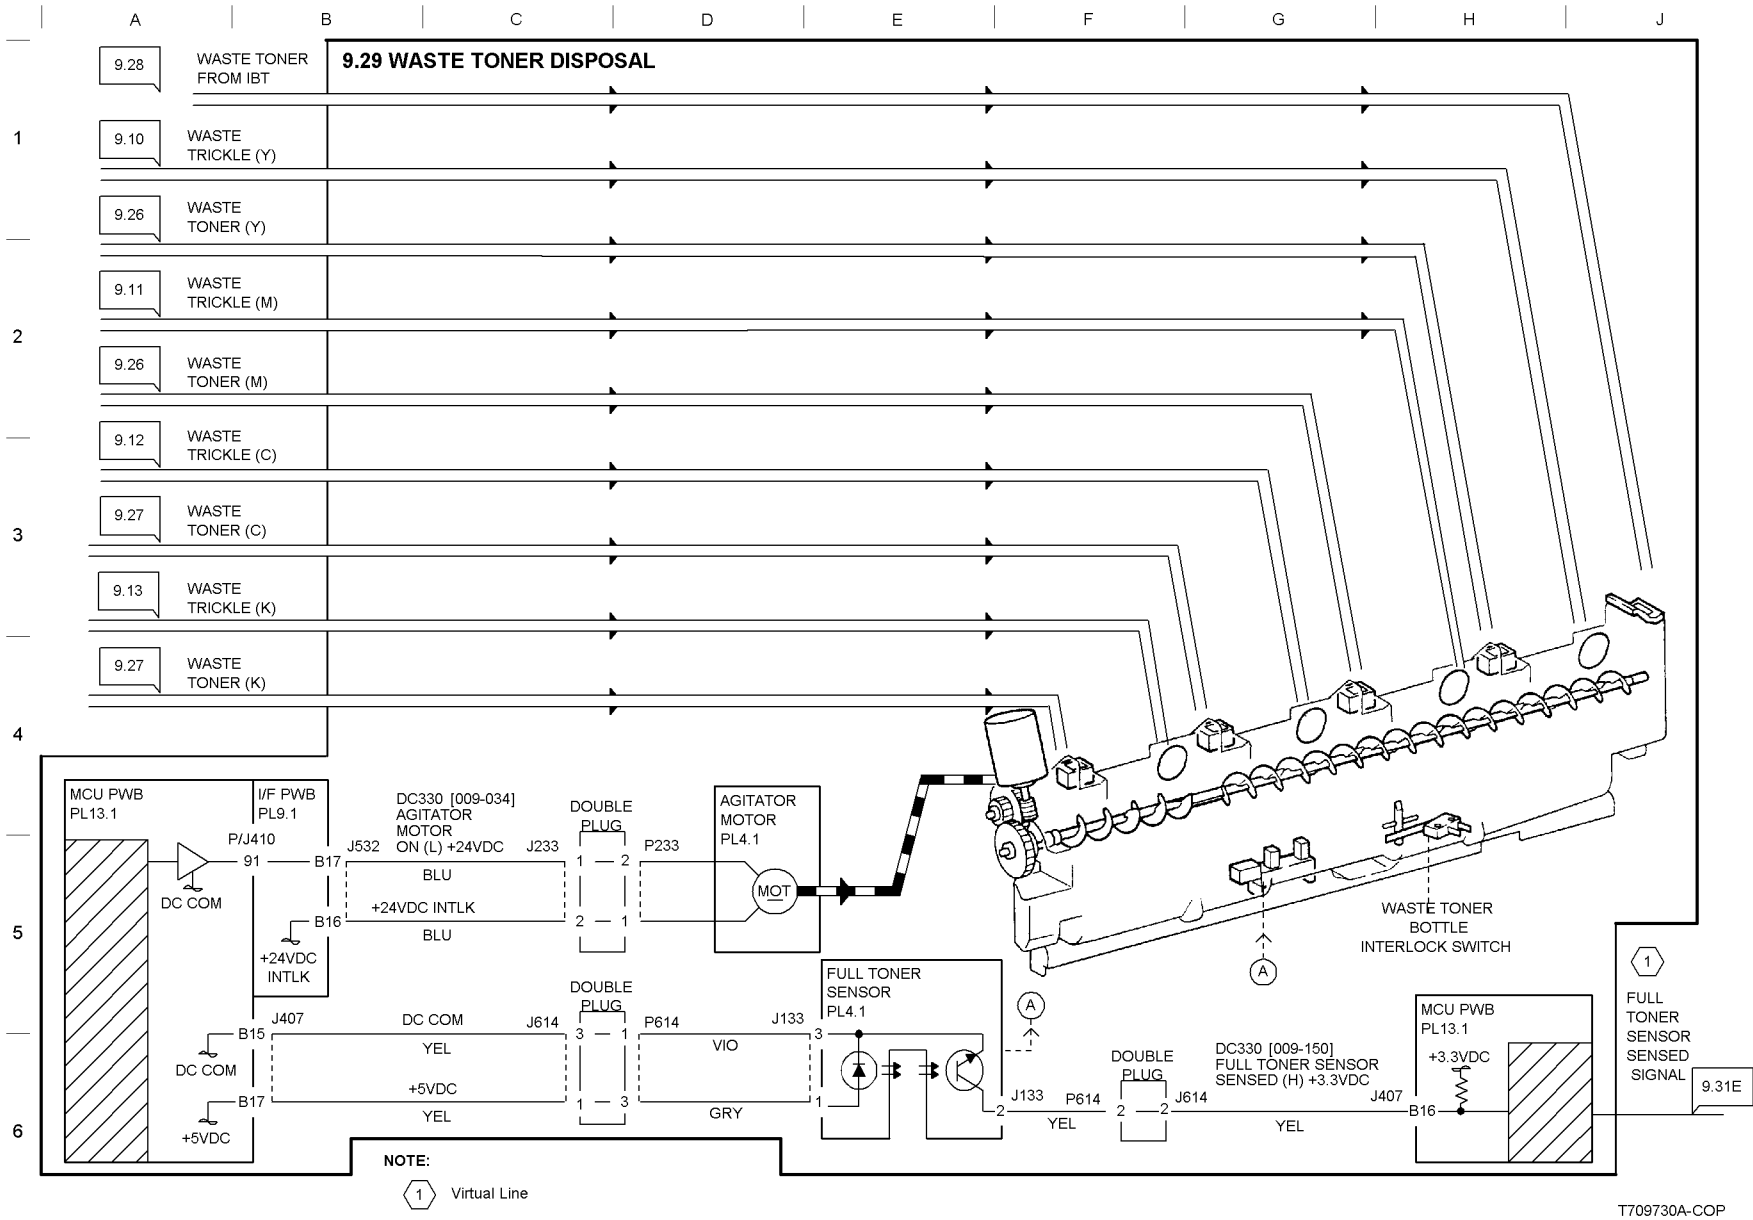 A B C D E F G H J
9.29 WASTE TONER DISPOSAL
9.28
WASTE TONER
FROM IBT
1
9.10
WASTE
TRICKLE (Y)
9.26
WASTE
TONER (Y)
9.11
WASTE
TRICKLE (M)
2
9.26
WASTE
TONER (M)
9.12
WASTE
TRICKLE (C)
3
9.27
WASTE
TONER (C)
9.13
WASTE
TRICKLE (K)
9.27
WASTE
TONER (K)
4
MCU PWB
PL13.1
I/F PWB
PL9.1
P/J410
91
B17
J532
DC COM
B16
+24VDC
INTLK
DC330 [009-034]
AGITATOR
MOTOR
ON (L) +24VDC
BLU
+24VDC INTLK
BLU
J233
DOUBLE
PLUG
1 2
2 1
P233
AGITATOR
MOTOR
PL4.1
MOT
5
WASTE TONER
BOTTLE
INTERLOCK SWITCH
A
A
B15
J407
DC COM
DC COM
YEL
B17
+5VDC
+5VDC
YEL
J614
DOUBLE
PLUG
3 1
1 3
P614
VIO
GRY
J133
3
1
FULL TONER
SENSOR
PL4.1
2
J133
YEL
P614
DOUBLE
PLUG
2 2
J614
DC330 [009-150]
FULL TONER SENSOR
SENSED (H) +3.3VDC
YEL
J407
B16
MCU PWB
PL13.1
+3.3VDC
1
FULL
TONER
SENSOR
SENSED
SIGNAL
9.31E
6
NOTE:
1 Virtual Line
T709730A-COP